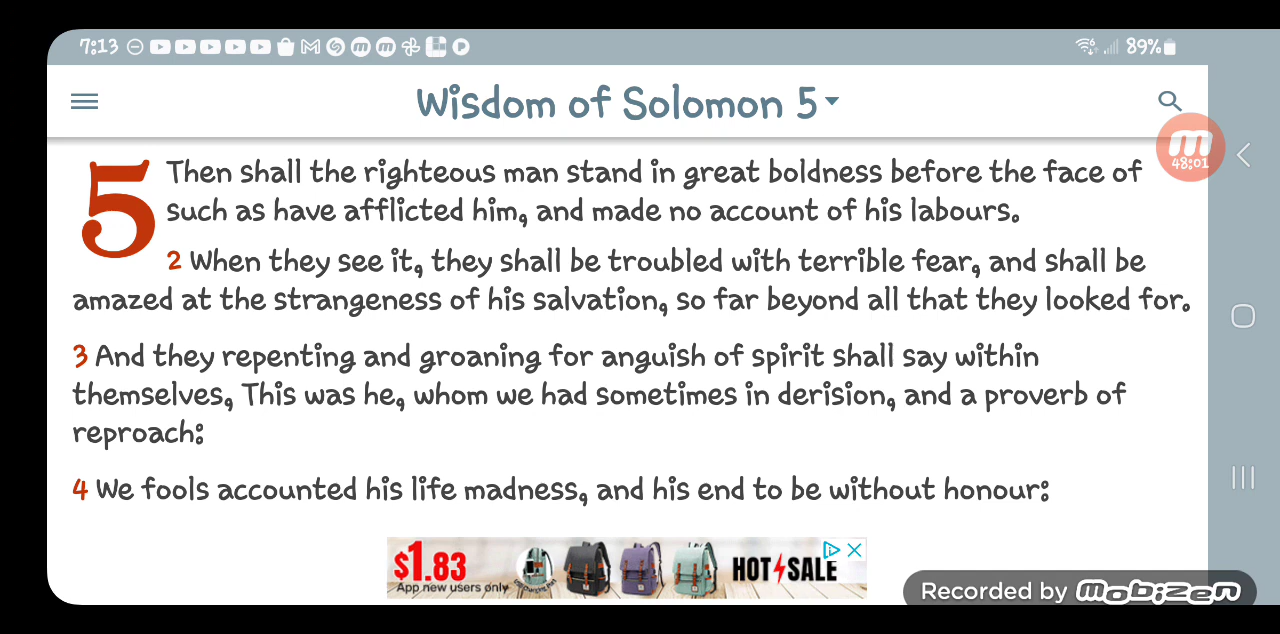 7:13
89%
Wisdom of Solomon 5
48:01
5 Then shall the righteous man stand in great boldness before the face of
such as have afflicted him, and made no account of his labours.
2 When they see it, they shall be troubled with terrible fear, and shall be
amazed at the strangeness of his salvation, so far beyond all that they looked for.
3 And they repenting and groaning for anguish of spirit shall say within
themselves, This was he, whom we had sometimes in derision, and a proverb of
reproach:
4 We fools accounted his life madness, and his end to be without honour:
$1.83
App new users only
HOT SALE
Recorded by Mobizen